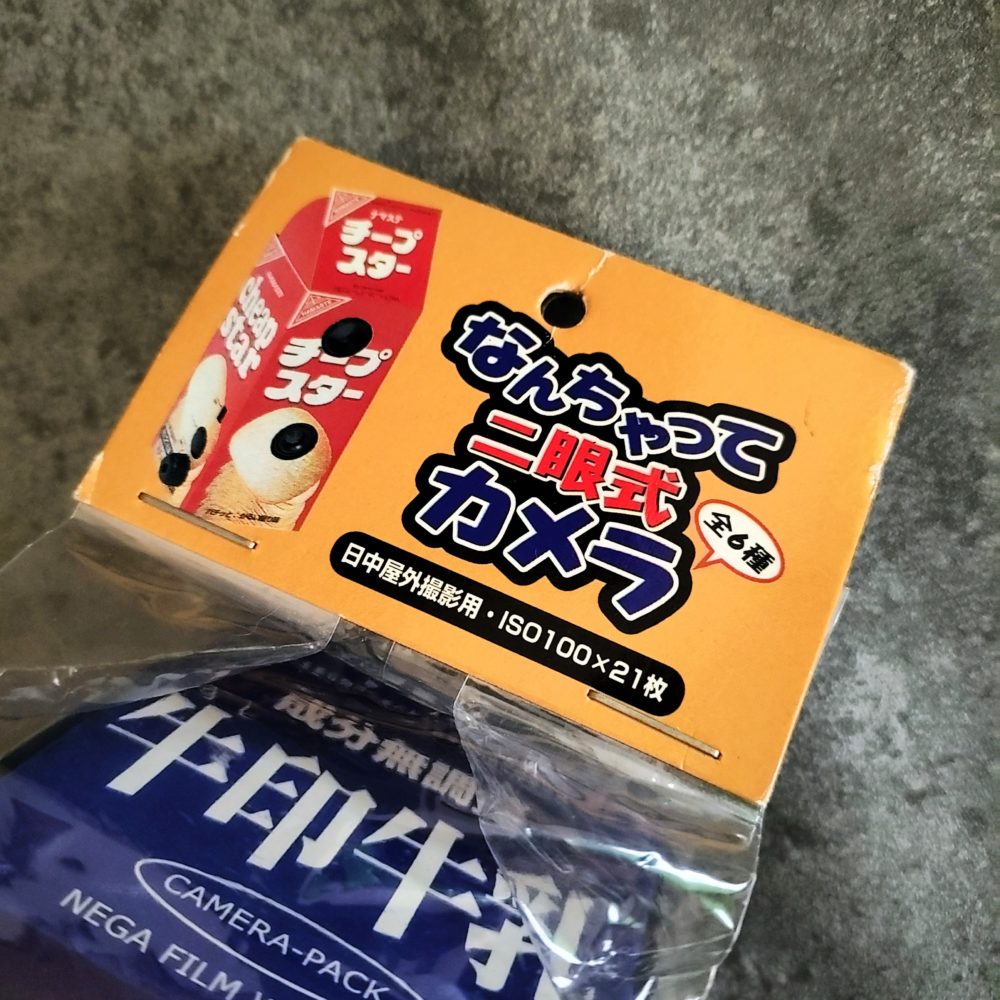 チープ
スター
cheap
star
チープ
スター
なんちゃって
二眼式
カメラ
全6種
日中屋外撮影用・ISO100×21枚
成分無調
牛印牛乳
CAMERA-PACK
NEGA FILM